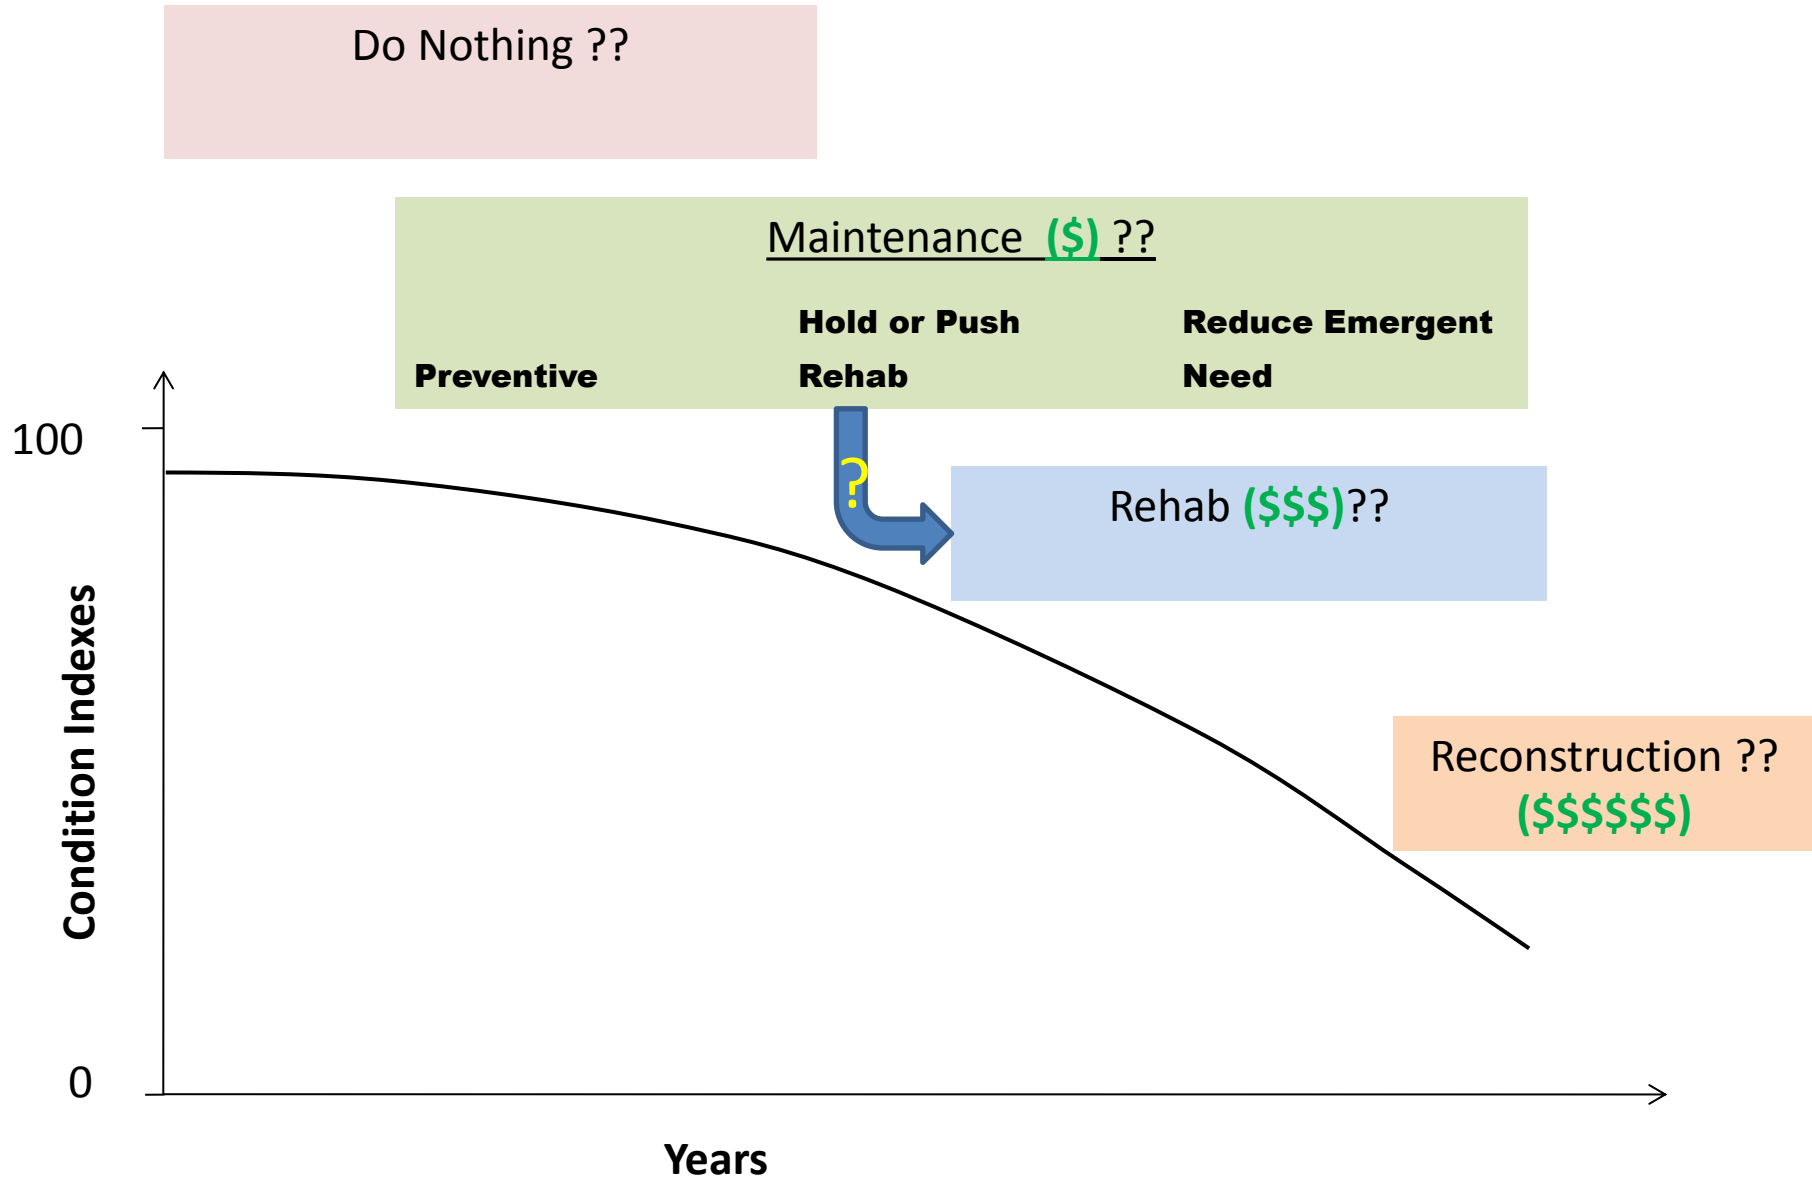 Do Nothing ??
Maintenance ($) ??
Preventive
Hold or Push
Rehab
Reduce Emergent
Need
100
?
Rehab ($$$)??
Condition Indexes
Reconstruction ??
($$$$$$)
0
Years